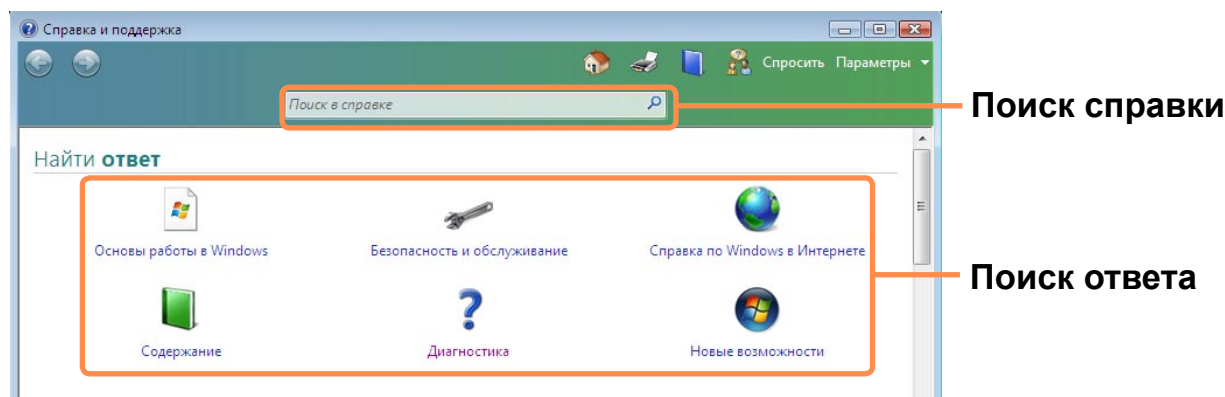 Справка и поддержка
Спросить Параметры
Поиск в справке
Поиск справки
Найти ответ
Основы работы в Windows
Безопасность и обслуживание
Справка по Windows в Интернете
Поиск ответа
Содержание
Диагностика
Новые возможности